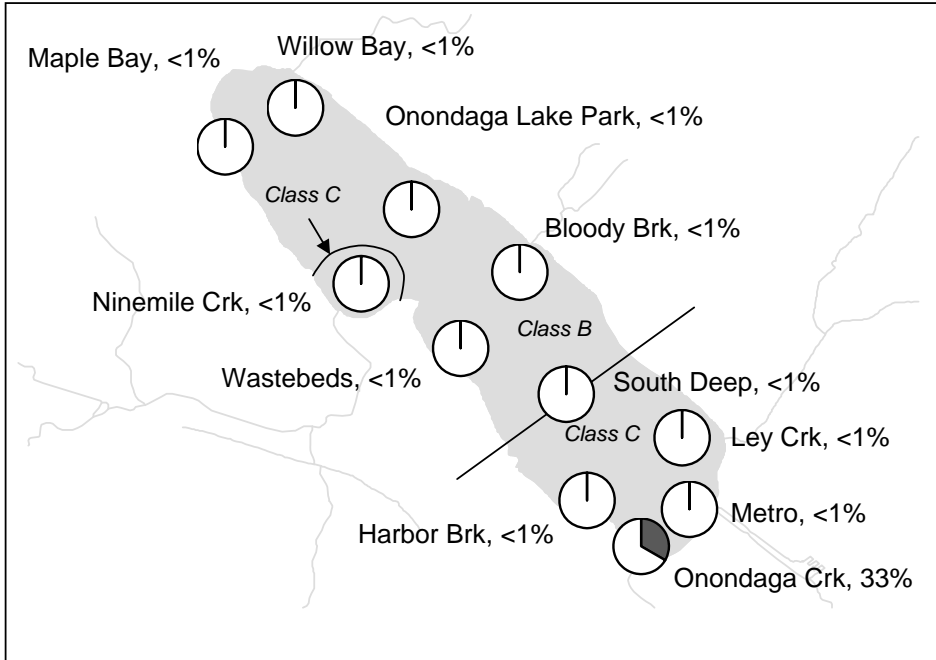 Willow Bay, <1%
Maple Bay, <1%
Onondaga Lake Park, <1%
Class C
Bloody Brk, <1%
Ninemile Crk, <1%
Class B
Wastebeds, <1%
South Deep, <1%
Class C
Ley Crk, <1%
Metro, <1%
Harbor Brk, <1%
Onondaga Crk, 33%